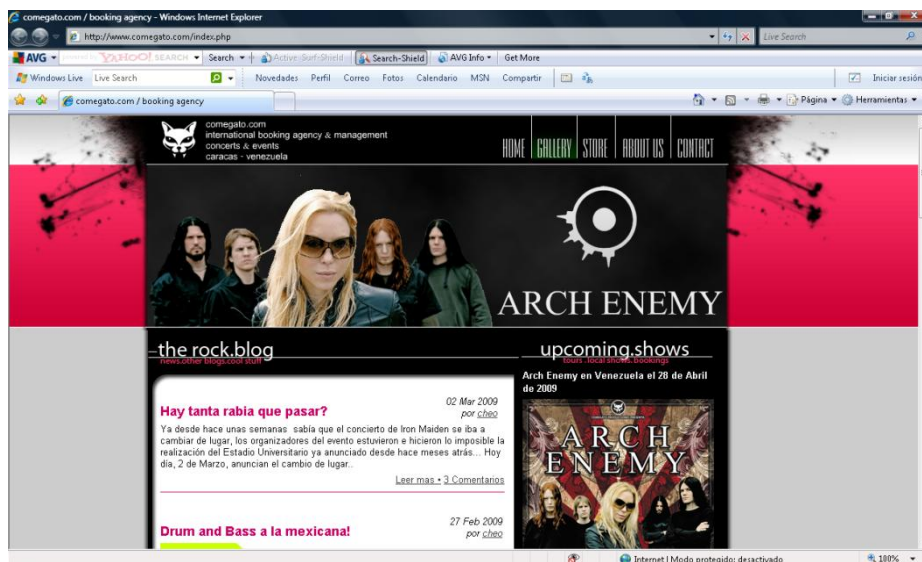 comegato.com / booking agency - Windows Internet Explorer
http://www.comegato.com/index.php
Live Search
AVG
YAHOO! SEARCH
Search
Active Surf-Shield
Search-Shield
AVG Info
Get More
Windows Live
Live Search
Novedades
Perfil
Correo
Fotos
Calendario
MSN
Compartir
Iniciar sesión
comegato.com / booking agency
Página
Herramientas
comegato.com
international booking agency & management
concerts & events
caracas - venezuela
HOME
GALLERY
STORE
ABOUT US
CONTACT
ARCH ENEMY
the rock.blog
news.other blogs.cool stuff
02 Mar 2009
por cheo
Hay tanta rabia que pasar?
Ya desde hace unas semanas sabía que el concierto de Iron Maiden se iba a
cambiar de lugar, los organizadores del evento estuvieron e hicieron lo imposible la
realización del Estadio Universitario ya anunciado desde hace meses atrás... Hoy
día, 2 de Marzo, anuncian el cambio de lugar..
Leer mas • 3 Comentarios
27 Feb 2009
por cheo
Drum and Bass a la mexicana!
upcoming.shows
tours .local shows.bookings
Arch Enemy en Venezuela el 28 de Abril
de 2009
ARCH
ENEMY
Internet | Modo protegido: desactivado
100%